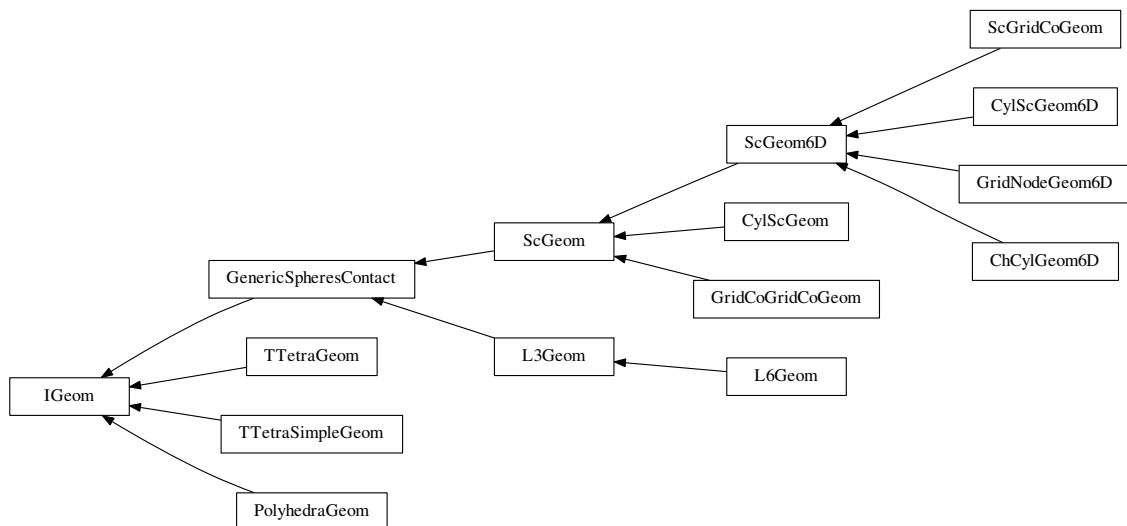 ScGridCoGeom
CylScGeom6D
ScGeom6D
GridNodeGeom6D
CylScGeom
ScGeom
ChCylGeom6D
GenericSpheresContact
GridCoGridCoGeom
TTetraGeom
L3Geom
L6Geom
IGeom
TTetraSimpleGeom
PolyhedraGeom